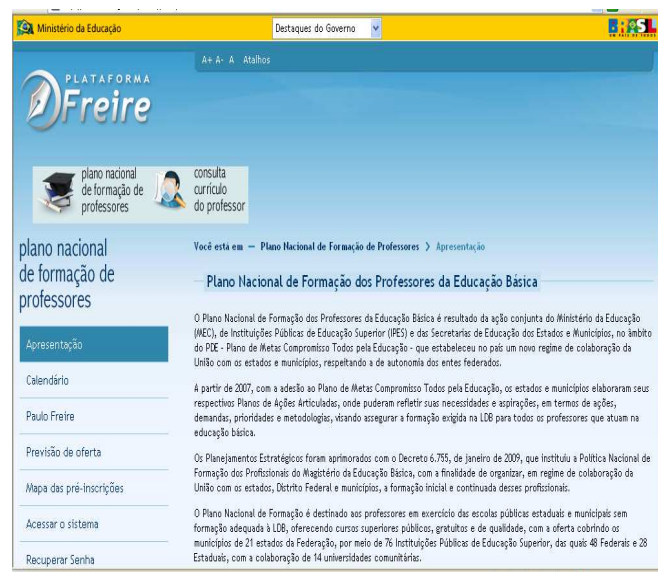 Ministério da Educação
Destaques do Governo
BRASIL
UM PAÍS DE TODOS
A+ A- A Atalhos
PLATAFORMA
Freire
plano nacional
de formação de
professores
consulta
currículo
do professor
plano nacional
de formação de
professores
Apresentação
Calendário
Paulo Freire
Previsão de oferta
Mapa das pré-inscrições
Acessar o sistema
Recuperar Senha
Você está em — Plano Nacional de Formação de Professores > Apresentação
Plano Nacional de Formação dos Professores da Educação Básica
O Plano Nacional de Formação dos Professores da Educação Básica é resultado da ação conjunta do Ministério da Educação
(MEC), de Instituições Públicas de Educação Superior (IPES) e das Secretarias de Educação dos Estados e Municípios, no âmbito
do PDE - Plano de Metas Compromisso Todos pela Educação - que estabeleceu no país um novo regime de colaboração da
União com os estados e municípios, respeitando a de autonomia dos entes federados.
A partir de 2007, com a adesão ao Plano de Metas Compromisso Todos pela Educação, os estados e municípios elaboraram seus
respectivos Planos de Ações Articuladas, onde puderam refletir suas necessidades e aspirações, em termos de ações,
demandas, prioridades e metodologias, visando assegurar a formação exigida na LDB para todos os professores que atuam na
educação básica.
Os Planejamentos Estratégicos foram aprimorados com o Decreto 6.755, de janeiro de 2009, que instituiu a Política Nacional de
Formação dos Profissionais do Magistério da Educação Básica, com a finalidade de organizar, em regime de colaboração da
União com os estados, Distrito Federal e municípios, a formação inicial e continuada desses profissionais.
O Plano Nacional de Formação é destinado aos professores em exercício das escolas públicas estaduais e municipais sem
formação adequada à LDB, oferecendo cursos superiores públicos, gratuitos e de qualidade, com a oferta cobrindo os
municípios de 21 estados da Federação, por meio de 76 Instituições Públicas de Educação Superior, das quais 48 Federais e 28
Estaduais, com a colaboração de 14 universidades comunitárias.